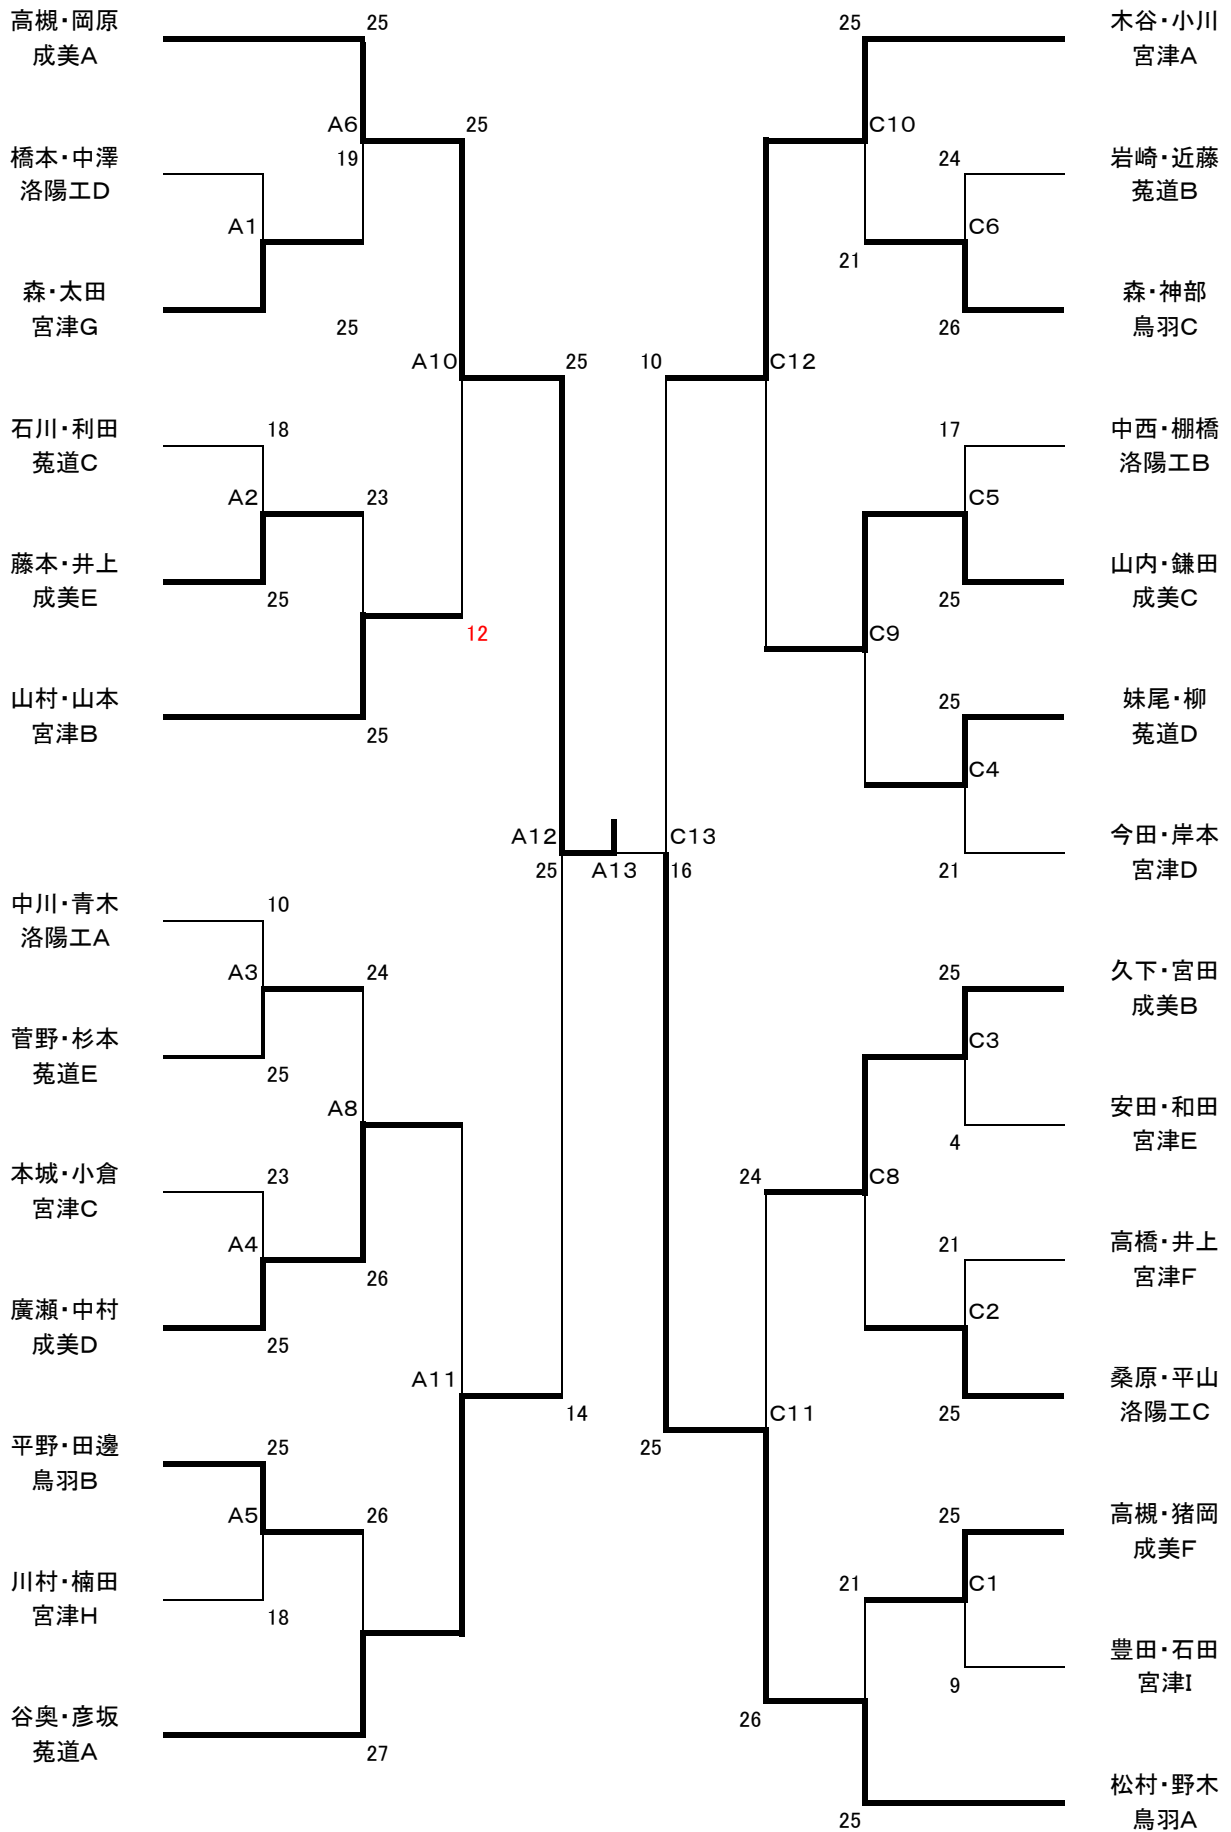 高槻・岡原
成美A
橋本・中澤
洛陽工D
森・太田
宮津G
石川・利田
菟道C
藤本・井上
成美E
山村・山本
宮津B
中川・青木
洛陽工A
菅野・杉本
菟道E
本城・小倉
宮津C
廣瀬・中村
成美D
平野・田邊
鳥羽B
川村・楠田
宮津H
谷奥・彦坂
菟道A
25
A6
25
19
A1
25
A10
25
18
A2
23
25
12
25
A12
25
A13
10
A3
24
25
A8
23
A4
26
25
A11
14
25
A5
26
18
27
25
C10
24
C6
21
26
10
C12
17
C5
25
C9
25
C4
C13
16
21
25
C3
4
24
C8
21
C2
25
C11
25
25
21
C1
9
26
25
木谷・小川
宮津A
岩崎・近藤
菟道B
森・神部
鳥羽C
中西・棚橋
洛陽工B
山内・鎌田
成美C
妹尾・柳
菟道D
今田・岸本
宮津D
久下・宮田
成美B
安田・和田
宮津E
高橋・井上
宮津F
桑原・平山
洛陽工C
高槻・猪岡
成美F
豊田・石田
宮津I
松村・野木
鳥羽A